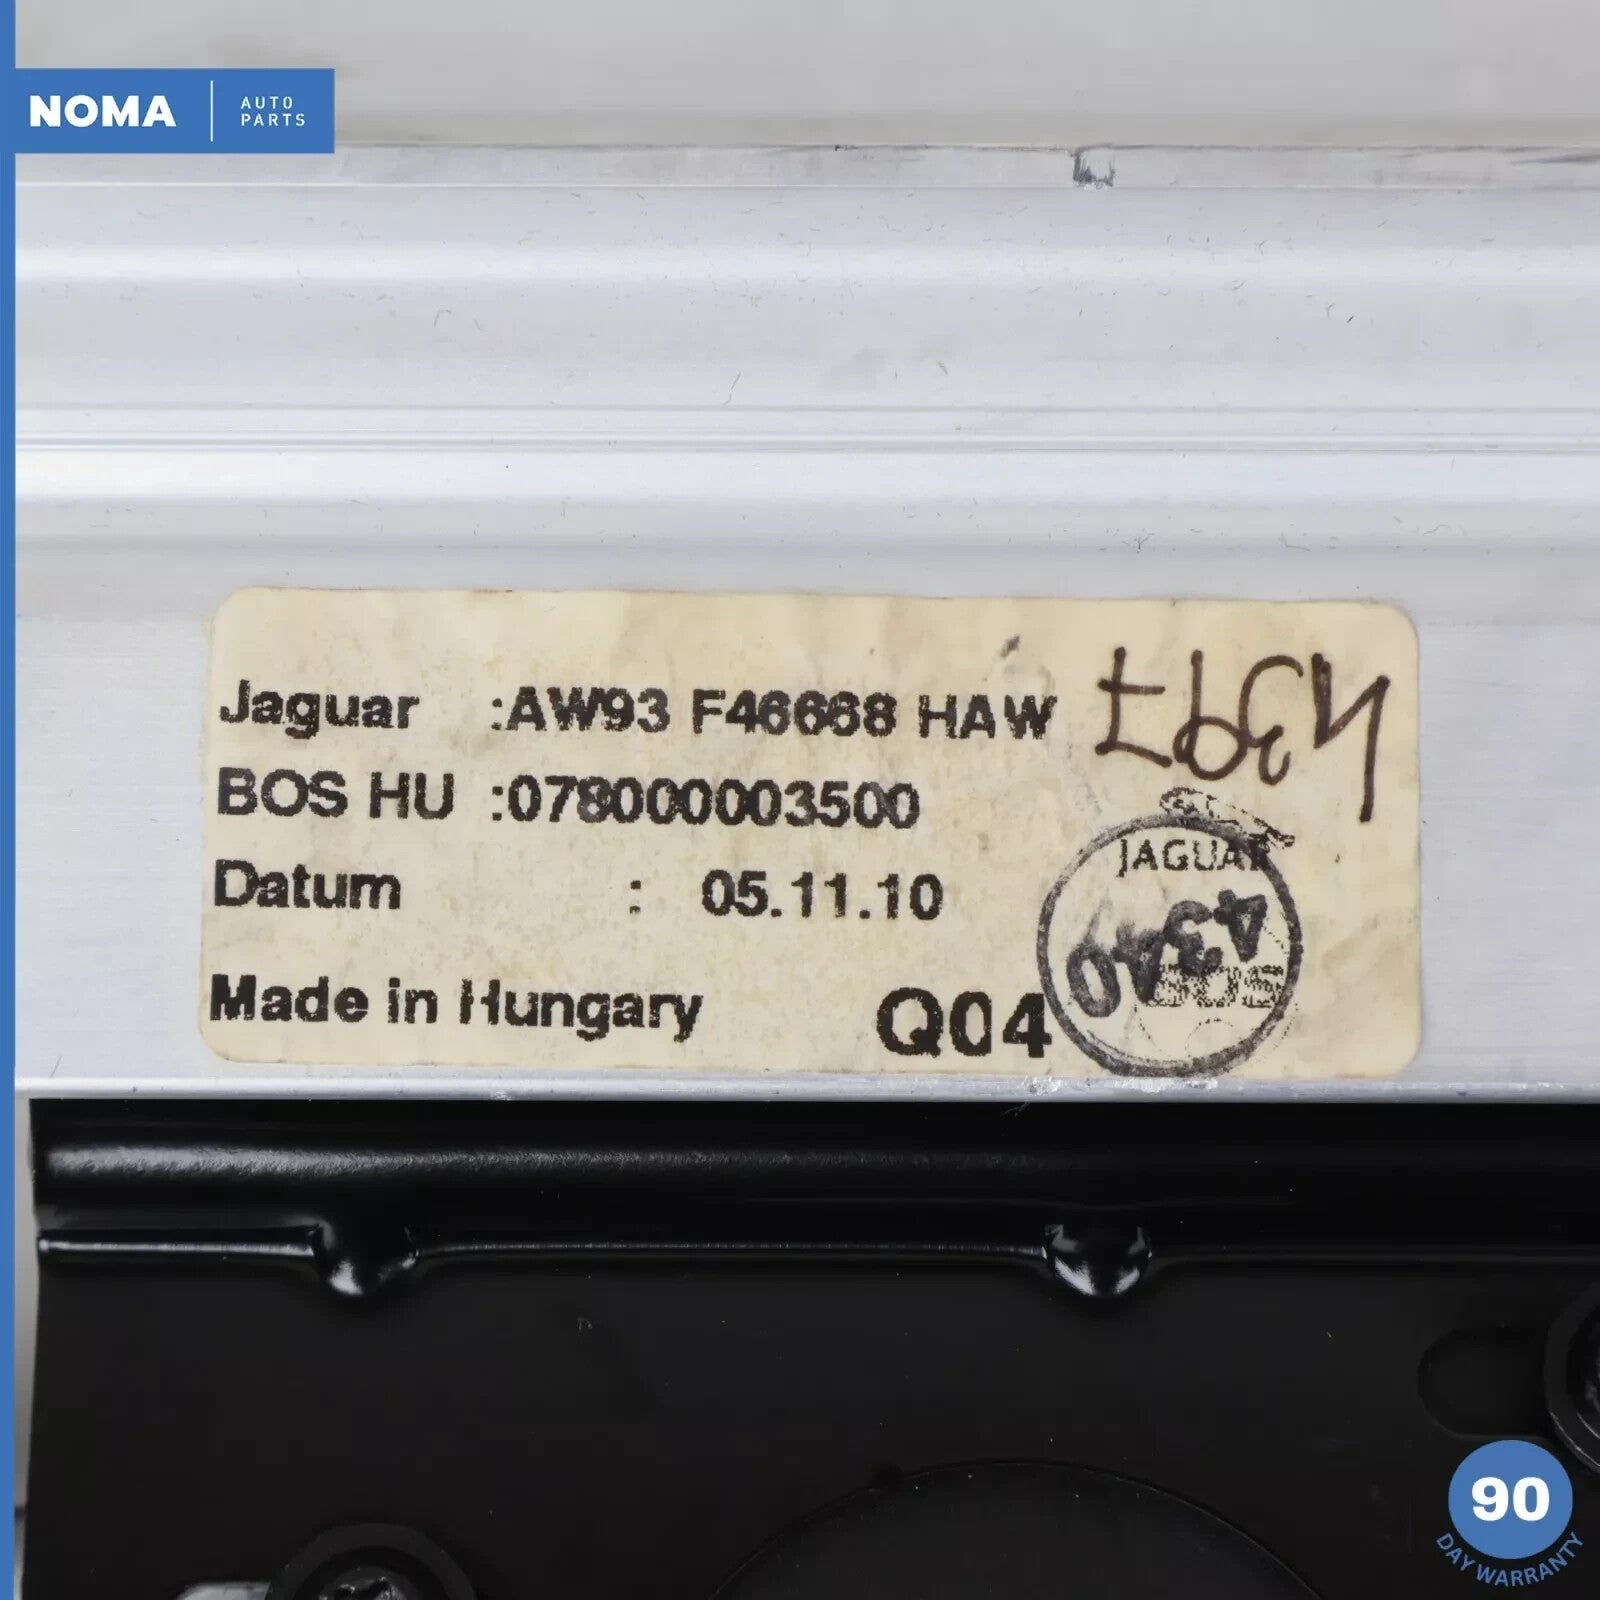 NOMA
AUTO
PARTS
Jaguar :AW93 F46668 HAW
BOS HU :078000003500
Datum : 05.11.10
Made in Hungary Q04
JAGUAR
4340
90
DAY WARRANTY